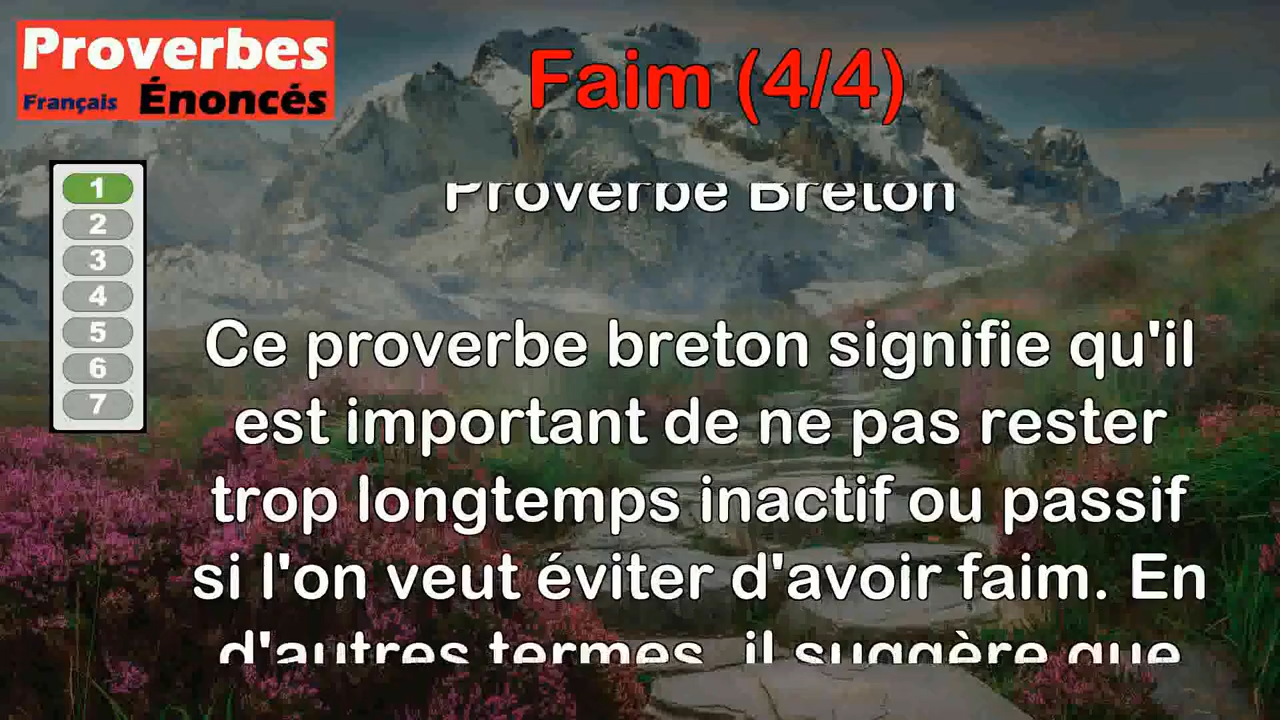 Proverbes
Français Énoncés
Faim (4/4)
1
2
3
4
5
6
7
Proverbe Breton
Ce proverbe breton signifie qu'il
est important de ne pas rester
trop longtemps inactif ou passif
si l'on veut éviter d'avoir faim. En
d'autres termes, il suggère que